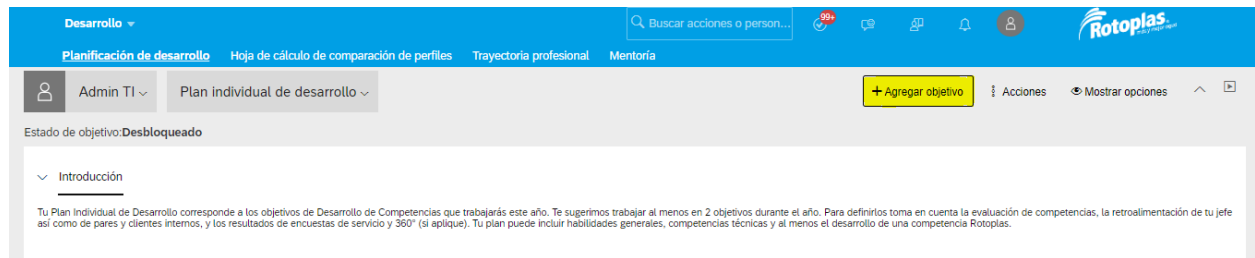 Desarrollo
Buscar acciones o person...
99+
Rotoplas
Planificación de desarrollo
Hoja de cálculo de comparación de perfiles
Trayectoria profesional
Mentoría
Admin TI
Plan individual de desarrollo
+ Agregar objetivo
Acciones
Mostrar opciones
Estado de objetivo:Desbloqueado
Introducción
Tu Plan Individual de Desarrollo corresponde a los objetivos de Desarrollo de Competencias que trabajarás este año. Te sugerimos trabajar al menos en 2 objetivos durante el año. Para definirlos toma en cuenta la evaluación de competencias, la retroalimentación de tu jefe
así como de pares y clientes internos, y los resultados de encuestas de servicio y 360° (si aplique). Tu plan puede incluir habilidades generales, competencias técnicas y al menos el desarrollo de una competencia Rotoplas.